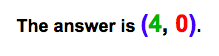 The answer is (4, 0).